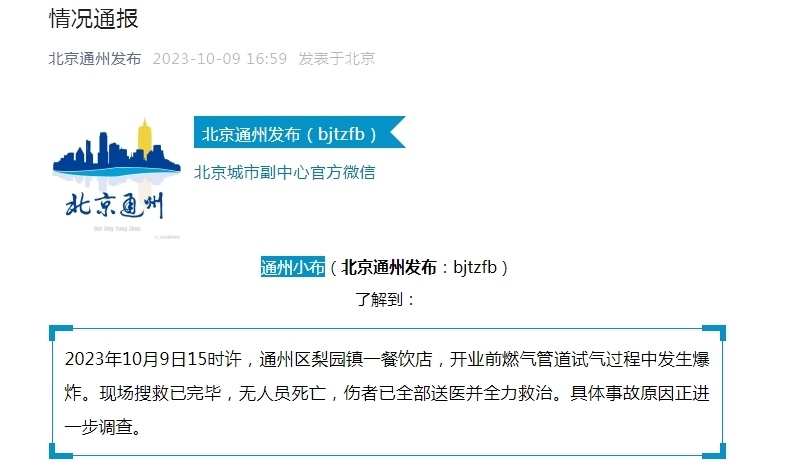 情况通报
北京通州发布 2023-10-09 16:59 发表于北京
北京通州发布（bjtzfb）
北京城市副中心官方微信
北京通州
通州小布（北京通州发布：bjtzfb）
了解到：
2023年10月9日15时许，通州区梨园镇一餐饮店，开业前燃气管道试气过程中发生爆
炸。现场搜救已完毕，无人员死亡，伤者已全部送医并全力救治。具体事故原因正进
一步调查。